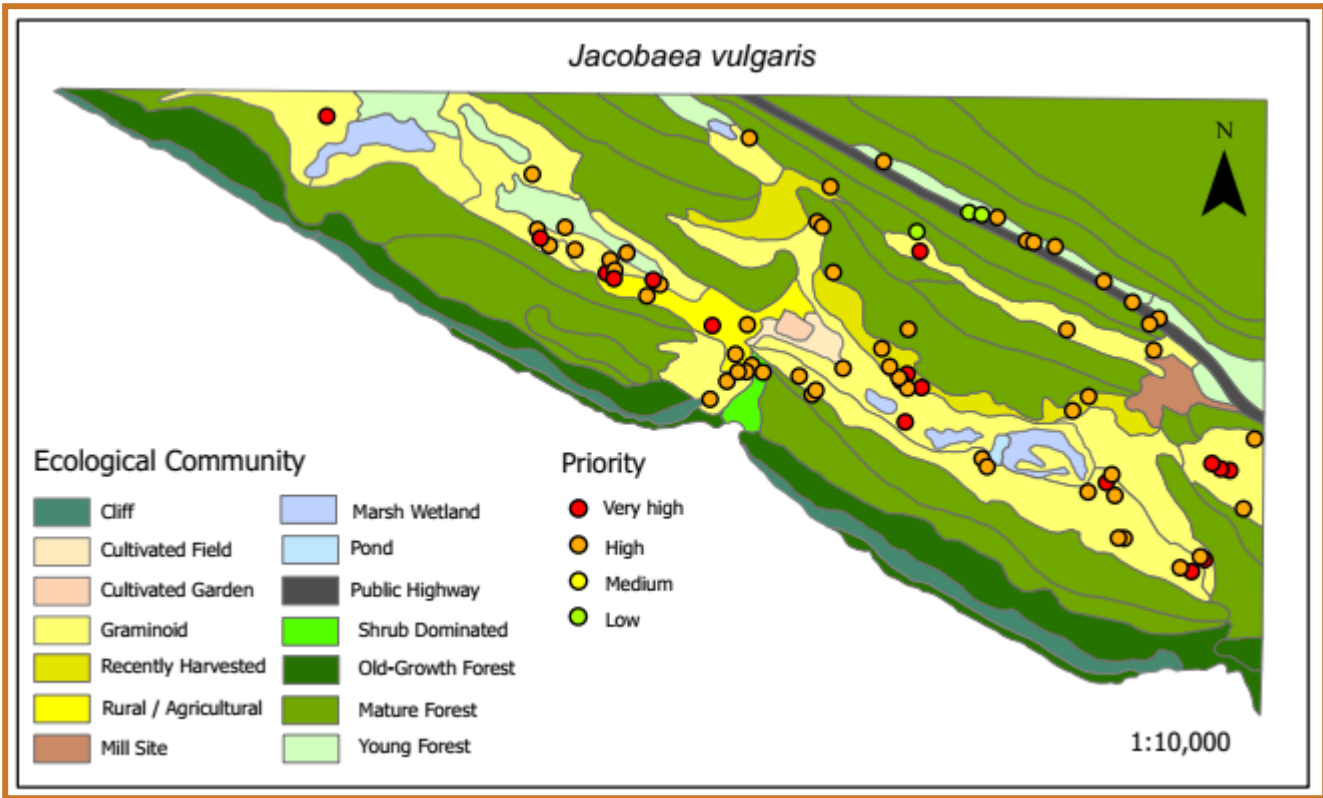 Jacobaea vulgaris
N
Ecological Community
Cliff
Cultivated Field
Cultivated Garden
Graminoid
Recently Harvested
Rural / Agricultural
Mill Site
Marsh Wetland
Pond
Public Highway
Shrub Dominated
Old-Growth Forest
Mature Forest
Young Forest
Priority
Very high
High
Medium
Low
1:10,000